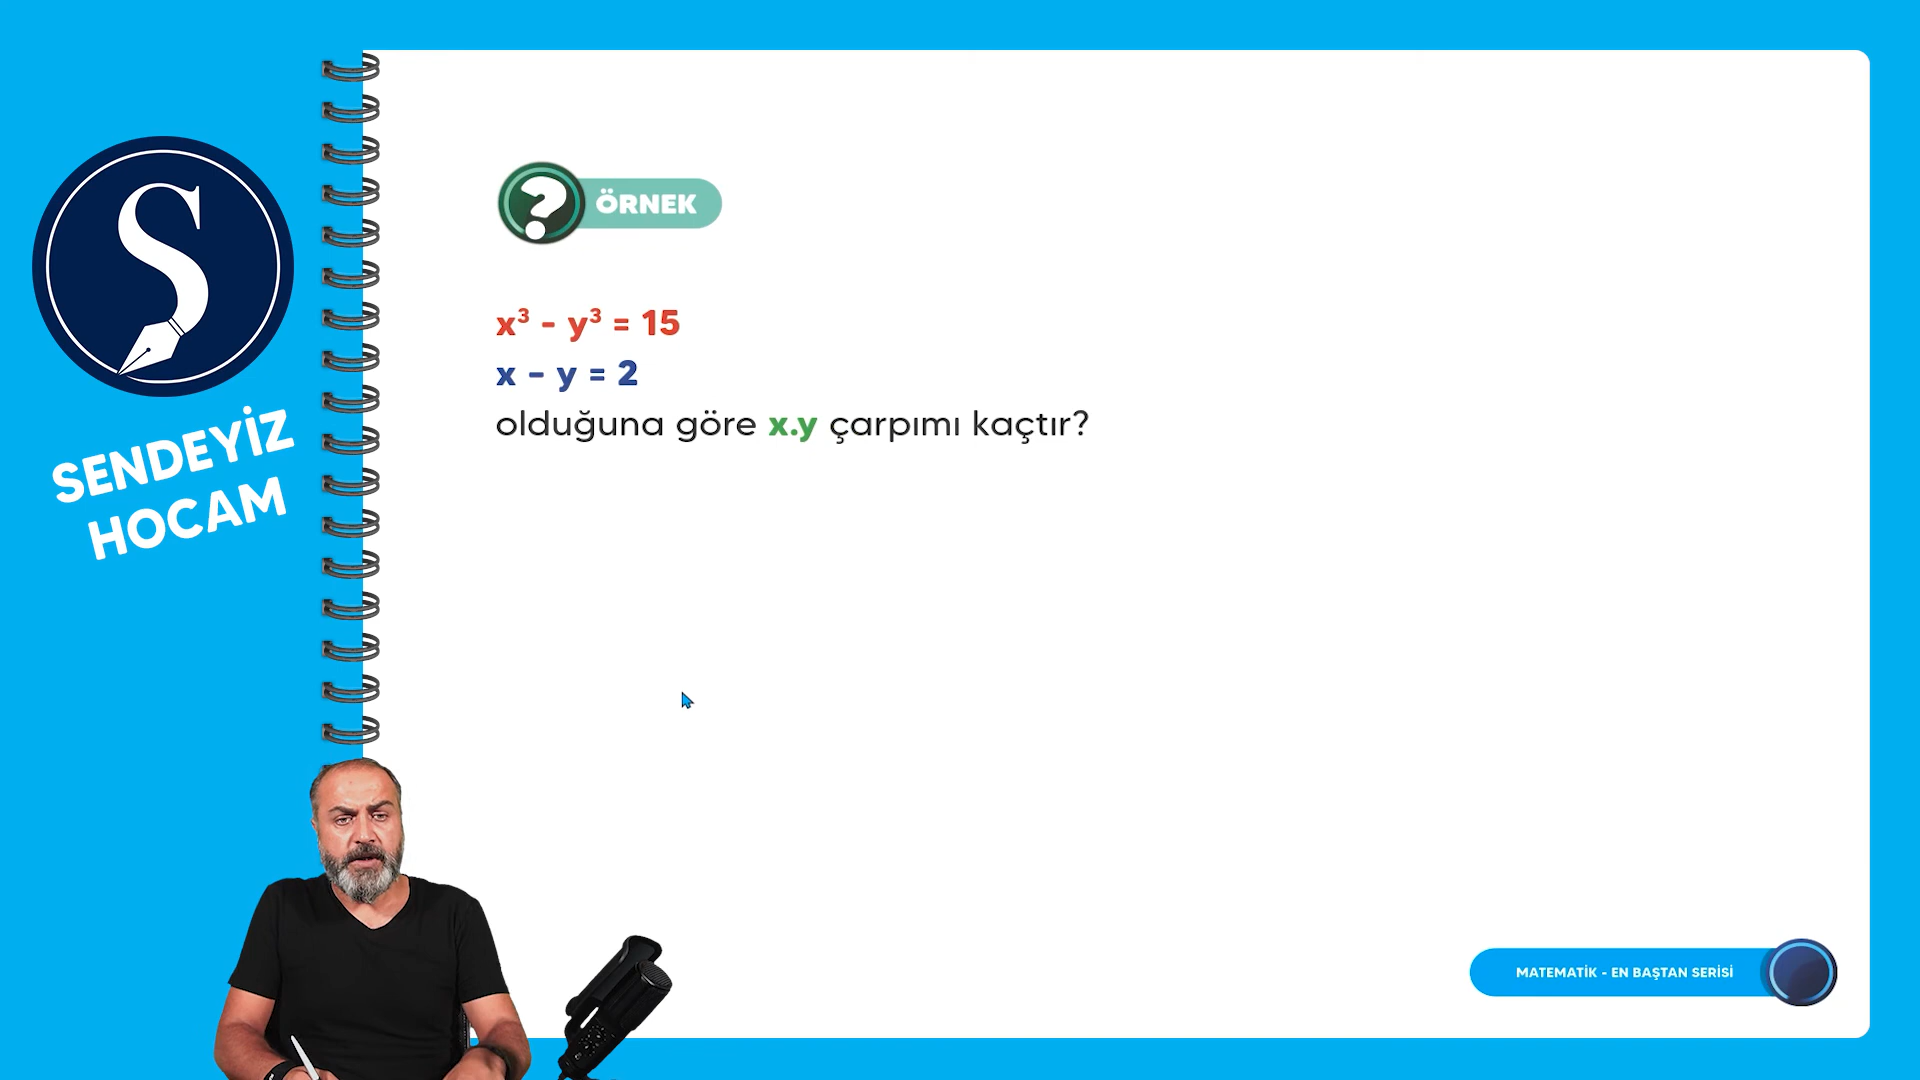 SENDEYİZ
HOCAM
ÖRNEK
x³ - y³ = 15
x - y = 2
olduğuna göre x.y çarpımı kaçtır?
MATEMATİK - EN BAŞTAN SERİSİ